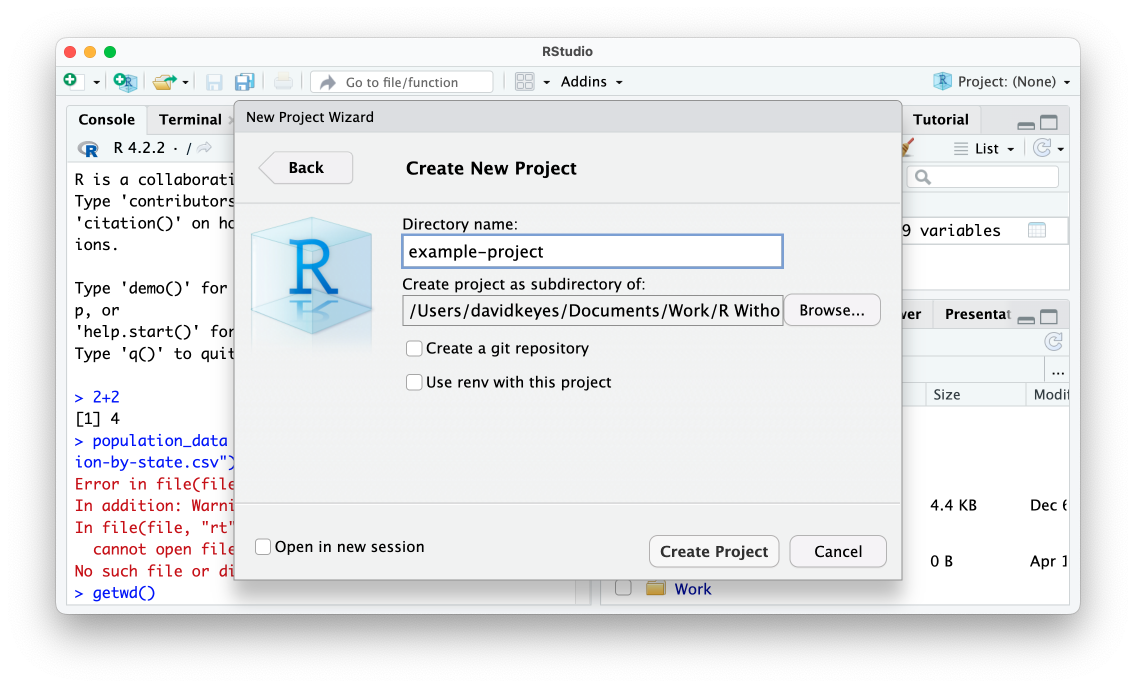 RStudio
Go to file/function
Addins
Project: (None)
Console
Terminal
Tutorial
R 4.2.2 · /
List
R is a collaborati
Type 'contributors
'citation()' on ho
ions.
Type 'demo()' for
p, or
'help.start()' for
Type 'q()' to quit
> 2+2
[1] 4
> population_data
ion-by-state.csv")
Error in file(file
In addition: Warni
In file(file, "rt"
cannot open file
No such file or di
> getwd()
New Project Wizard
Back
Create New Project
R
Directory name:
example-project
Create project as subdirectory of:
/Users/davidkeyes/Documents/Work/R Witho
Browse...
Create a git repository
Use renv with this project
Open in new session
Create Project
Cancel
9 variables
wer
Presentat
...
Size
Modif
4.4 KB
Dec 6
0 B
Apr 1
Work